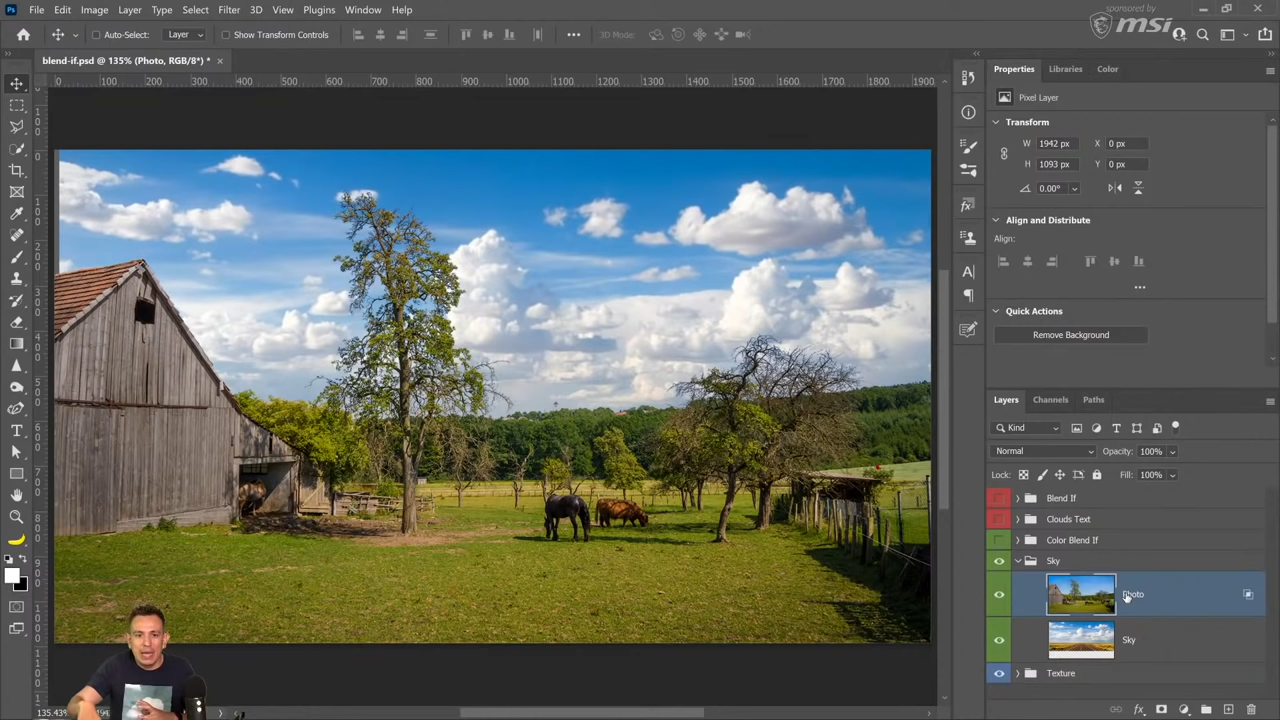 Ps File Edit Image Layer Type Select Filter 3D View Plugins Window Help
sponsored by
msi
Auto-Select: Layer Show Transform Controls 3D Mode:
blend-if.psd @ 135% (Photo, RGB/8*) *
0 100 200 300 400 500 600 700 800 900 1000 1100 1200 1300 1400 1500 1600 1700 1800 1900
Properties Libraries Color
Pixel Layer
Transform
W 1942 px X 0 px
H 1093 px Y 0 px
0.00°
Align and Distribute
Align:
Quick Actions
Remove Background
Layers Channels Paths
Kind
Normal Opacity: 100%
Lock: Fill: 100%
Blend If
Clouds Text
Color Blend If
Sky
Photo
Sky
Texture
135.43%